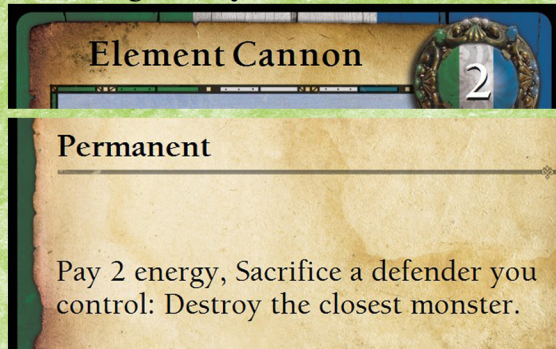 Element Cannon
2
Permanent
Pay 2 energy, Sacrifice a defender you
control: Destroy the closest monster.